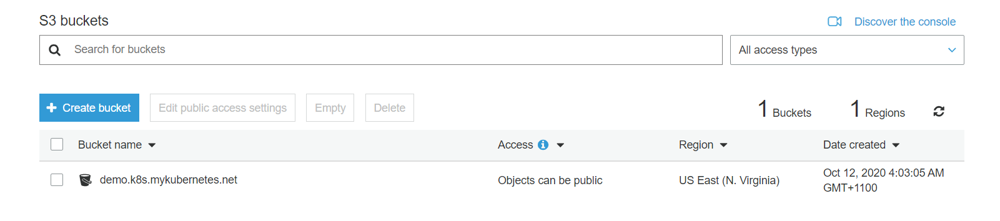 S3 buckets
Discover the console
Search for buckets
All access types
Create bucket
Edit public access settings
Empty
Delete
1 Buckets
1 Regions
Bucket name
Access
Region
Date created
demo.k8s.mykubernetes.net
Objects can be public
US East (N. Virginia)
Oct 12, 2020 4:03:05 AM
GMT+1100